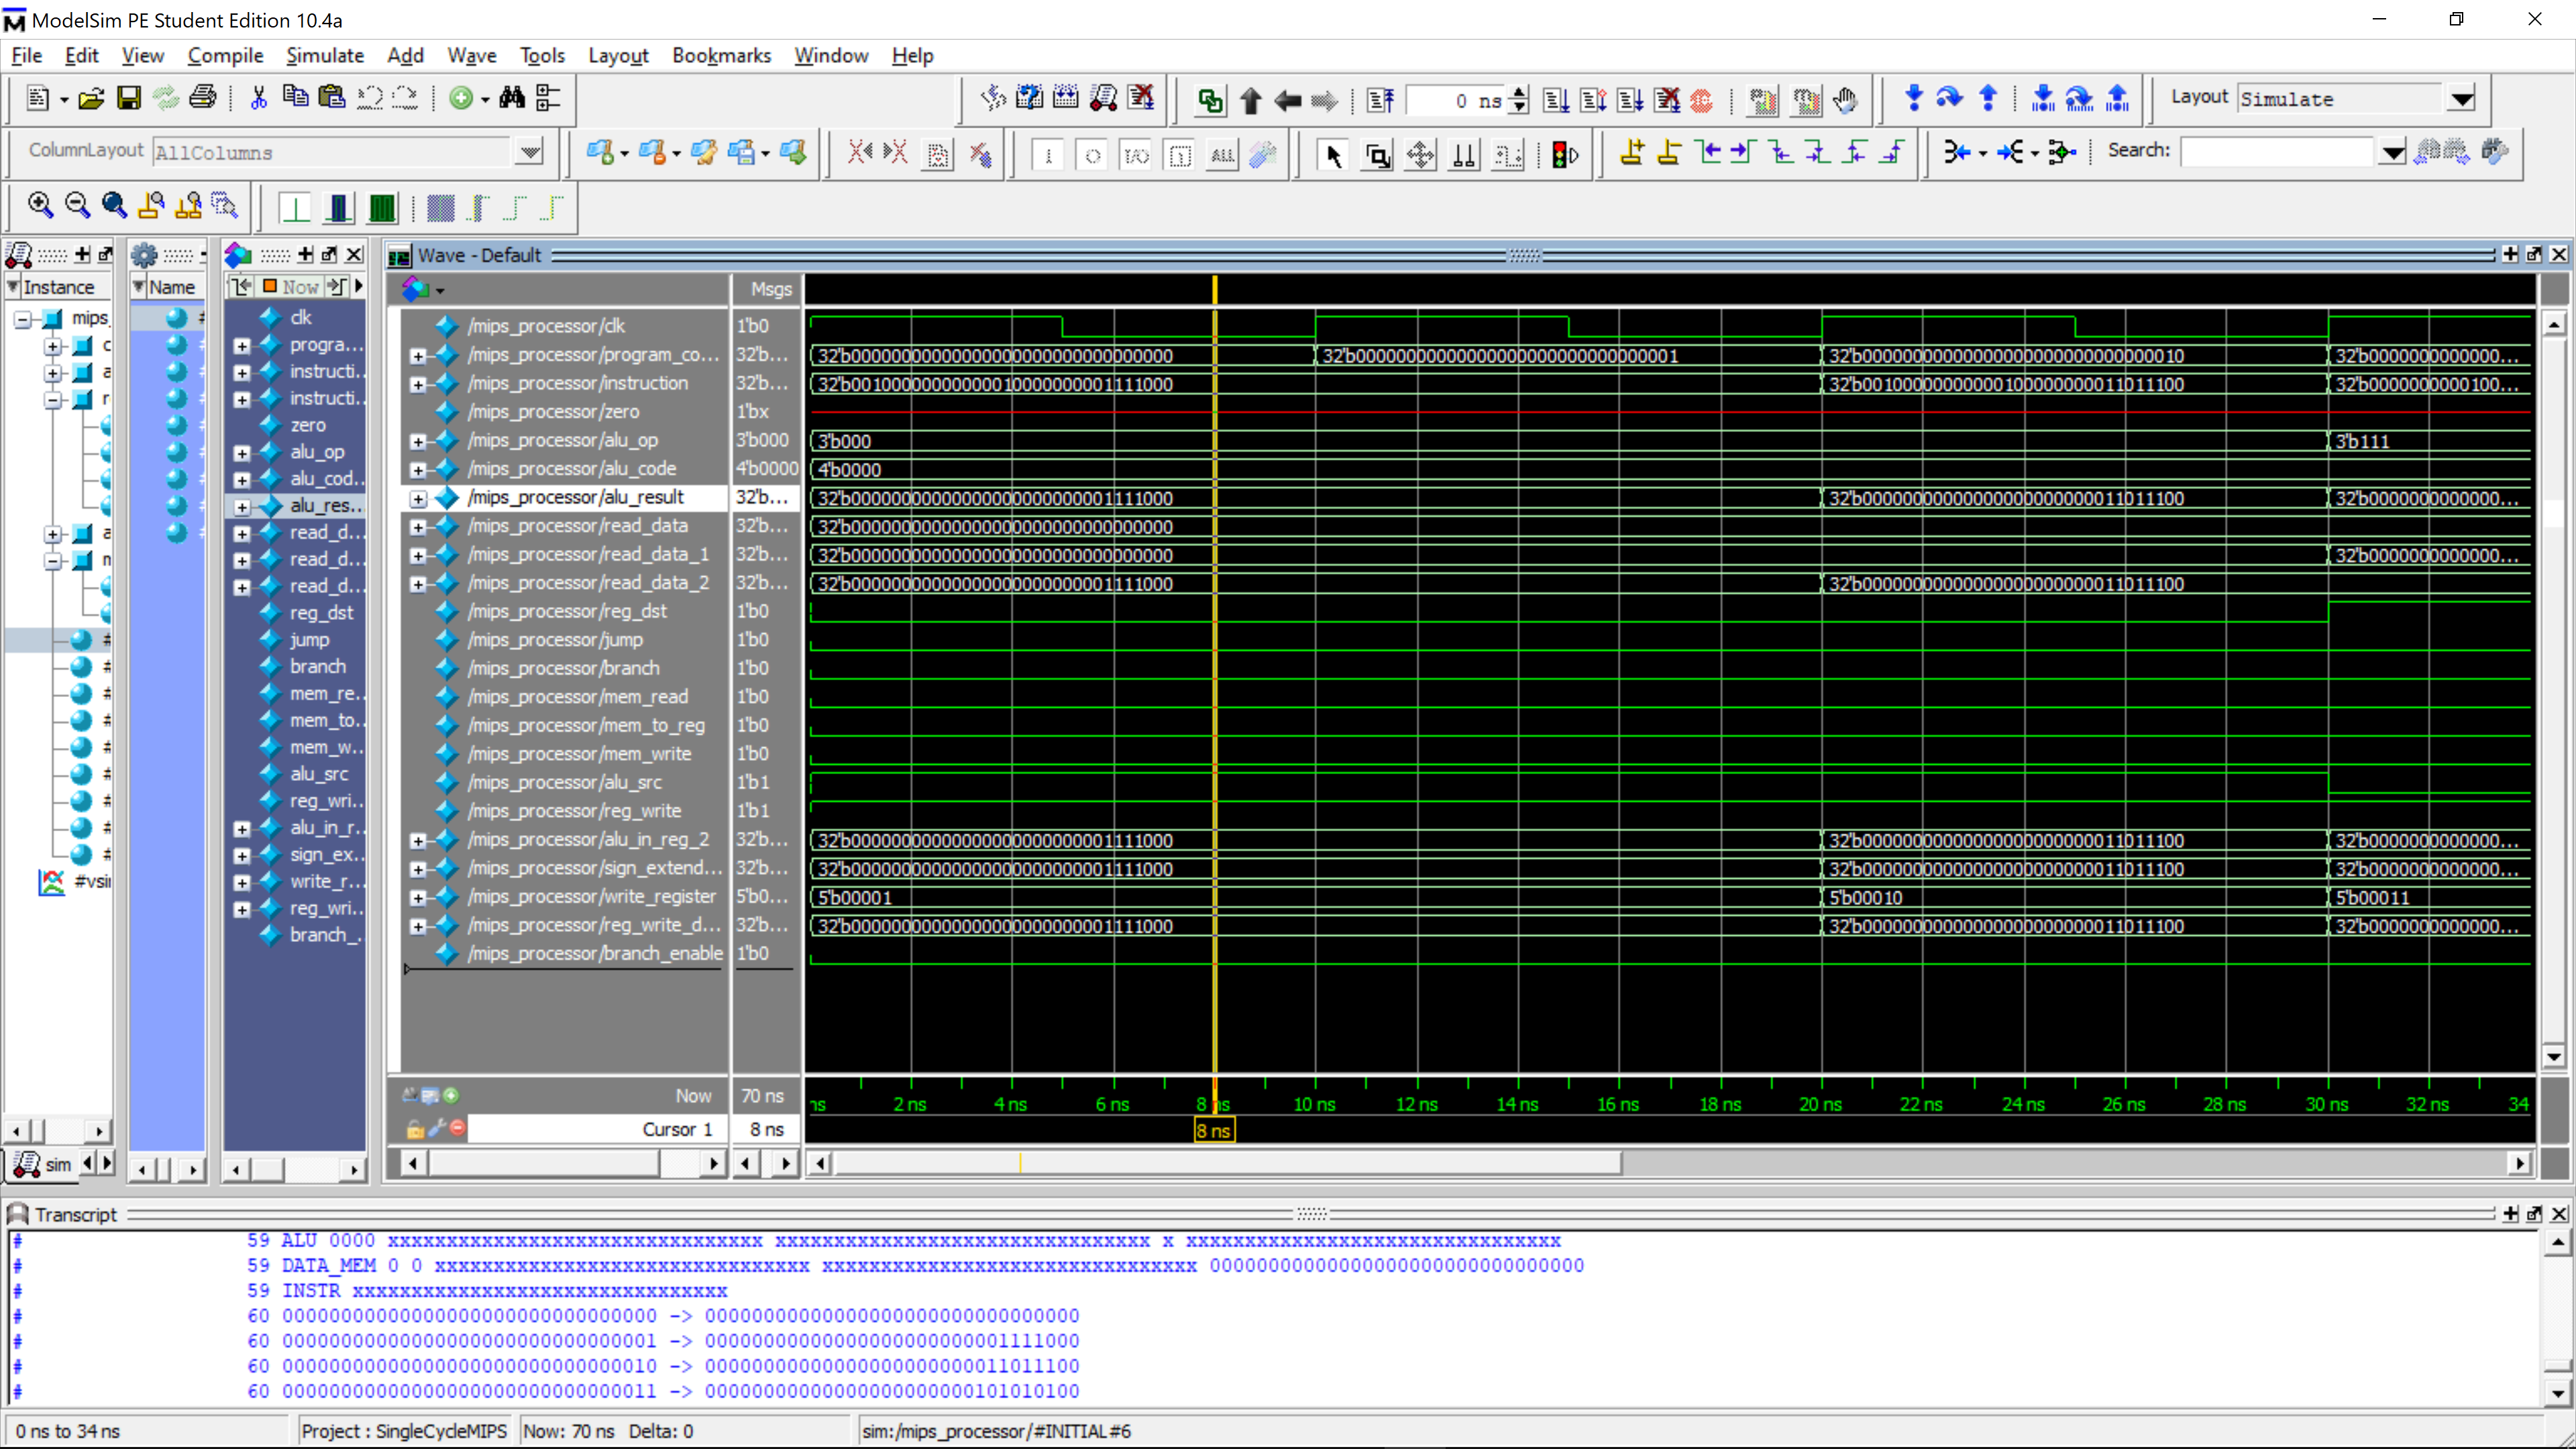 ModelSim PE Student Edition 10.4a
File Edit View Compile Simulate Add Wave Tools Layout Bookmarks Window Help
0 ns
Layout Simulate
ColumnLayout AllColumns
ALL
Search:
Wave - Default
Instance
Name
Now
Msgs
mips_
clk
progra...
instructi..
instructi..
zero
alu_op
alu_cod..
alu_res..
read_d..
read_d..
read_d..
reg_dst
jump
branch
mem_re..
mem_to..
mem_w..
alu_src
reg_wri..
alu_in_r..
sign_ex..
write_r...
reg_wri..
branch_.
#vsi
sim
/mips_processor/clk 1'b0
/mips_processor/program_co... 32'b... 32'b00000000000000000000000000000000 32'b00000000000000000000000000000001 32'b00000000000000000000000000000010 32'b0000000000000...
/mips_processor/instruction 32'b... 32'b00100000000000010000000001111000 32'b00100000000000100000000011011100 32'b0000000000100...
/mips_processor/zero 1'bx
/mips_processor/alu_op 3'b000 3'b000 3'b111
/mips_processor/alu_code 4'b0000 4'b0000
/mips_processor/alu_result 32'b... 32'b00000000000000000000000001111000 32'b00000000000000000000000011011100 32'b0000000000000...
/mips_processor/read_data 32'b... 32'b00000000000000000000000000000000
/mips_processor/read_data_1 32'b... 32'b00000000000000000000000000000000 32'b0000000000000...
/mips_processor/read_data_2 32'b... 32'b00000000000000000000000001111000 32'b00000000000000000000000011011100
/mips_processor/reg_dst 1'b0
/mips_processor/jump 1'b0
/mips_processor/branch 1'b0
/mips_processor/mem_read 1'b0
/mips_processor/mem_to_reg 1'b0
/mips_processor/mem_write 1'b0
/mips_processor/alu_src 1'b1
/mips_processor/reg_write 1'b1
/mips_processor/alu_in_reg_2 32'b... 32'b00000000000000000000000001111000 32'b00000000000000000000000011011100 32'b0000000000000...
/mips_processor/sign_extend... 32'b... 32'b00000000000000000000000001111000 32'b00000000000000000000000011011100 32'b0000000000000...
/mips_processor/write_register 5'b0... 5'b00001 5'b00010 5'b00011
/mips_processor/reg_write_d... 32'b... 32'b00000000000000000000000001111000 32'b00000000000000000000000011011100 32'b0000000000000...
/mips_processor/branch_enable 1'b0
Now 70 ns ns 2 ns 4 ns 6 ns 8 ns 10 ns 12 ns 14 ns 16 ns 18 ns 20 ns 22 ns 24 ns 26 ns 28 ns 30 ns 32 ns 34
Cursor 1 8 ns 8 ns
Transcript
# 59 ALU 0000 xxxxxxxxxxxxxxxxxxxxxxxxxxxxxxxx xxxxxxxxxxxxxxxxxxxxxxxxxxxxxxxx x xxxxxxxxxxxxxxxxxxxxxxxxxxxxxxxx
# 59 DATA_MEM 0 0 xxxxxxxxxxxxxxxxxxxxxxxxxxxxxxxx xxxxxxxxxxxxxxxxxxxxxxxxxxxxxxxx 00000000000000000000000000000000
# 59 INSTR xxxxxxxxxxxxxxxxxxxxxxxxxxxxxxxx
# 60 00000000000000000000000000000000 -> 00000000000000000000000000000000
# 60 00000000000000000000000000000001 -> 00000000000000000000000001111000
# 60 00000000000000000000000000000010 -> 00000000000000000000000011011100
# 60 00000000000000000000000000000011 -> 00000000000000000000000101010100
0 ns to 34 ns Project : SingleCycleMIPS Now: 70 ns Delta: 0 sim:/mips_processor/#INITIAL#6